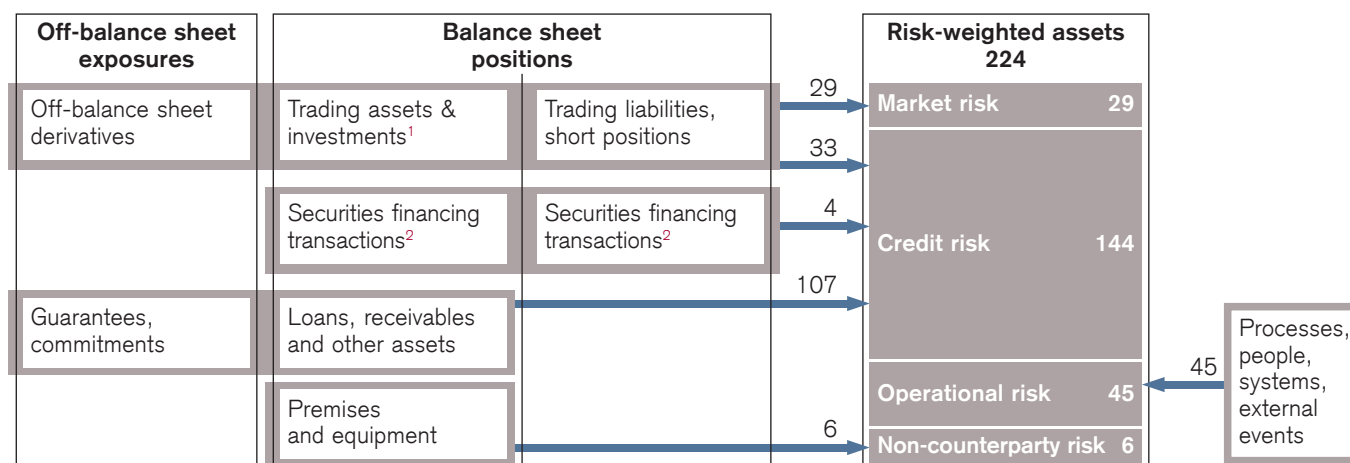 Off-balance sheet
exposures
Balance sheet
positions
Risk-weighted assets
224
Off-balance sheet
derivatives
Trading assets &
investments1
Trading liabilities,
short positions
29
33
Market risk 29
Securities financing
transactions2
Securities financing
transactions2
4
Credit risk 144
Guarantees,
commitments
Loans, receivables
and other assets
107
Processes,
people,
systems,
external
events
45
Operational risk 45
Premises
and equipment
6
Non-counterparty risk 6